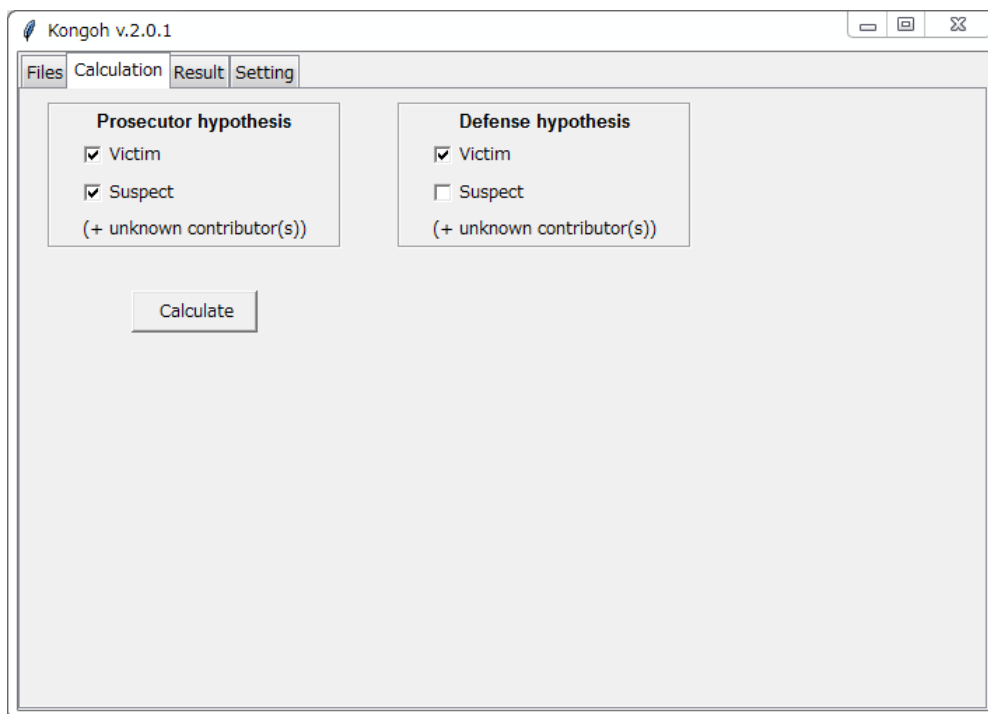 Kongoh v.2.0.1
Files Calculation Result Setting
Prosecutor hypothesis
Victim
Suspect
(+ unknown contributor(s))
Defense hypothesis
Victim
Suspect
(+ unknown contributor(s))
Calculate